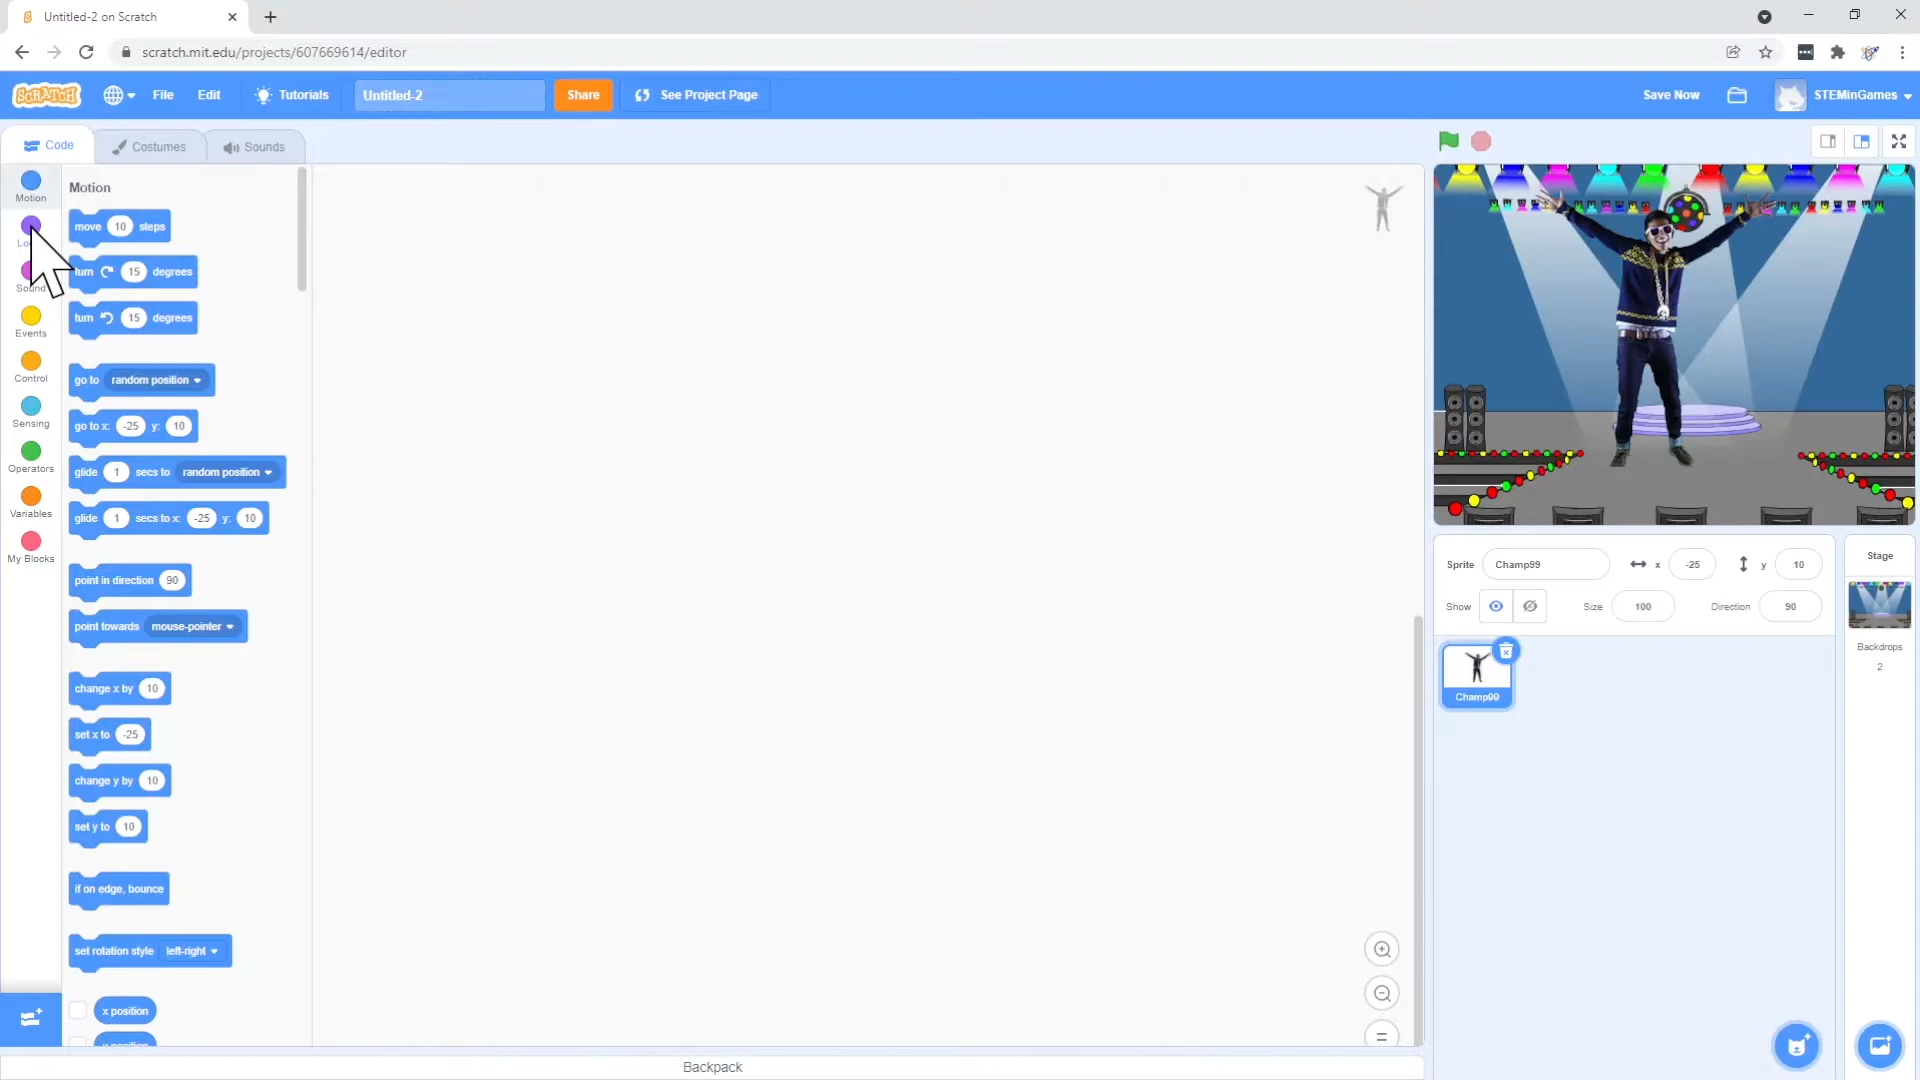 Untitled-2 on Scratch
scratch.mit.edu/projects/607669614/editor
SCRATCH
File
Edit
Tutorials
Untitled-2
Share
See Project Page
Save Now
STEMinGames
Code
Costumes
Sounds
Motion
Sound
Events
Control
Sensing
Operators
Variables
My Blocks
Motion
move 10 steps
turn 15 degrees
turn 15 degrees
go to random position
go to x: -25 y: 10
glide 1 secs to random position
glide 1 secs to x: -25 y: 10
point in direction 90
point towards mouse-pointer
change x by 10
set x to -25
change y by 10
set y to 10
if on edge, bounce
set rotation style left-right
x position
y position
Backpack
Sprite Champ99 x -25 y 10
Show Size 100 Direction 90
Champ99
Stage
Backdrops
2